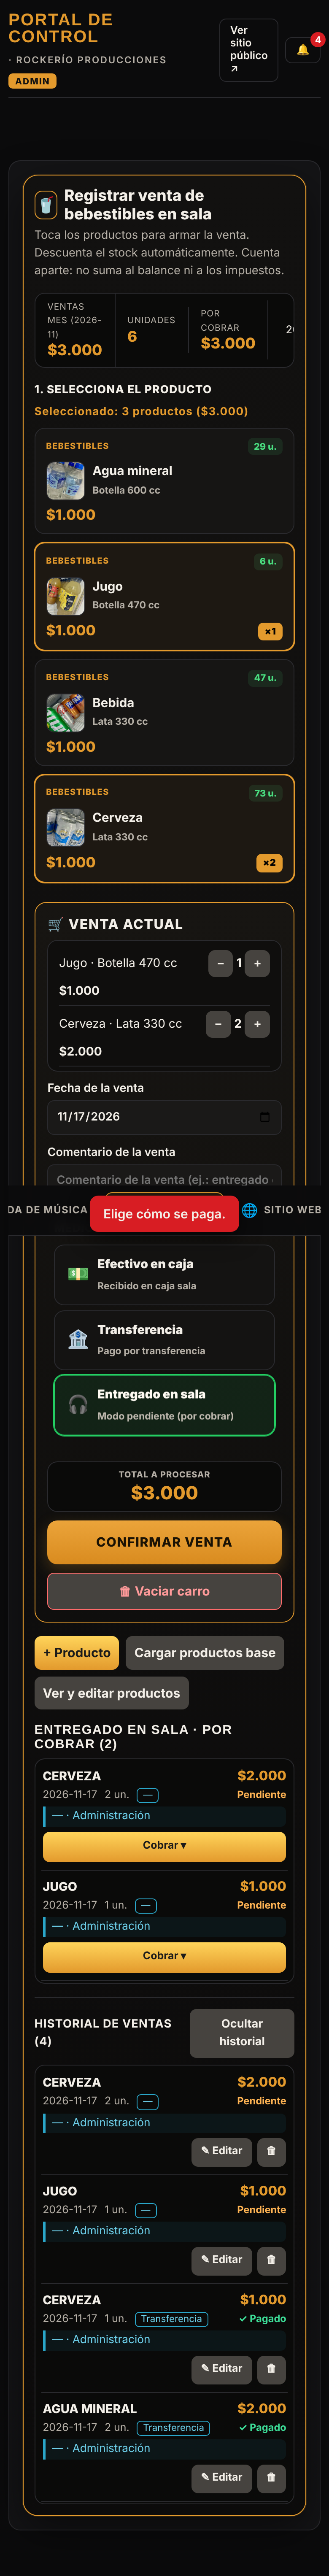 PORTAL DE
CONTROL
· ROCKERÍO PRODUCCIONES
ADMIN
Ver
sitio
público
↗
4
Registrar venta de
bebestibles en sala
Toca los productos para armar la venta.
Descuenta el stock automáticamente. Cuenta
aparte: no suma al balance ni a los impuestos.
VENTAS
MES (2026-
11)
$3.000
UNIDADES
6
POR
COBRAR
$3.000
1. SELECCIONA EL PRODUCTO
Seleccionado: 3 productos ($3.000)
BEBESTIBLES
29 u.
Agua mineral
Botella 600 cc
$1.000
BEBESTIBLES
6 u.
Jugo
Botella 470 cc
$1.000
×1
BEBESTIBLES
47 u.
Bebida
Lata 330 cc
$1.000
BEBESTIBLES
73 u.
Cerveza
Lata 330 cc
$1.000
×2
🛒 VENTA ACTUAL
Jugo · Botella 470 cc
− 1 +
$1.000
Cerveza · Lata 330 cc
− 2 +
$2.000
Fecha de la venta
11/17/2026
Comentario de la venta
Comentario de la venta (ej.: entregado
DA DE MÚSICA
Elige cómo se paga.
🌐 SITIO WEB
Efectivo en caja
Recibido en caja sala
Transferencia
Pago por transferencia
Entregado en sala
Modo pendiente (por cobrar)
TOTAL A PROCESAR
$3.000
CONFIRMAR VENTA
🗑 Vaciar carro
+ Producto
Cargar productos base
Ver y editar productos
ENTREGADO EN SALA · POR
COBRAR (2)
CERVEZA
$2.000
2026-11-17 2 un. —
Pendiente
— · Administración
Cobrar ▾
JUGO
$1.000
2026-11-17 1 un. —
Pendiente
— · Administración
Cobrar ▾
HISTORIAL DE VENTAS
(4)
Ocultar
historial
CERVEZA
$2.000
2026-11-17 2 un. —
Pendiente
— · Administración
✎ Editar
🗑
JUGO
$1.000
2026-11-17 1 un. —
Pendiente
— · Administración
✎ Editar
🗑
CERVEZA
$1.000
2026-11-17 1 un. Transferencia
✓ Pagado
— · Administración
✎ Editar
🗑
AGUA MINERAL
$2.000
2026-11-17 2 un. Transferencia
✓ Pagado
— · Administración
✎ Editar
🗑